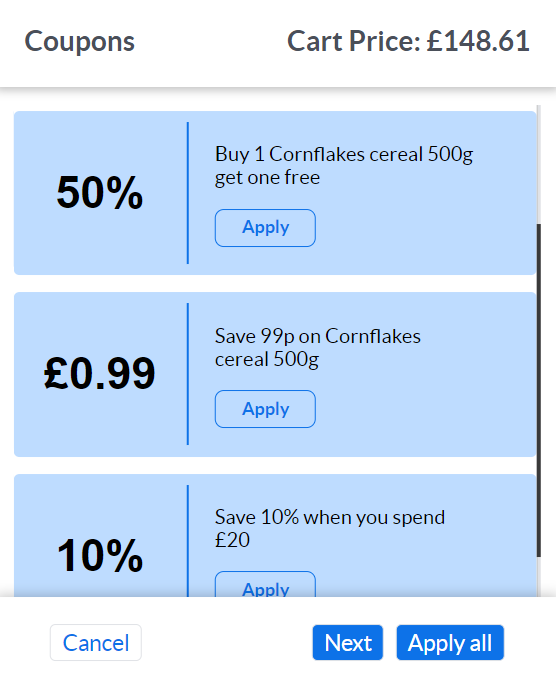 Coupons
Cart Price: £148.61
50%
Buy 1 Cornflakes cereal 500g
get one free
Apply
£0.99
Save 99p on Cornflakes
cereal 500g
Apply
10%
Save 10% when you spend
£20
Apply
Cancel
Next
Apply all